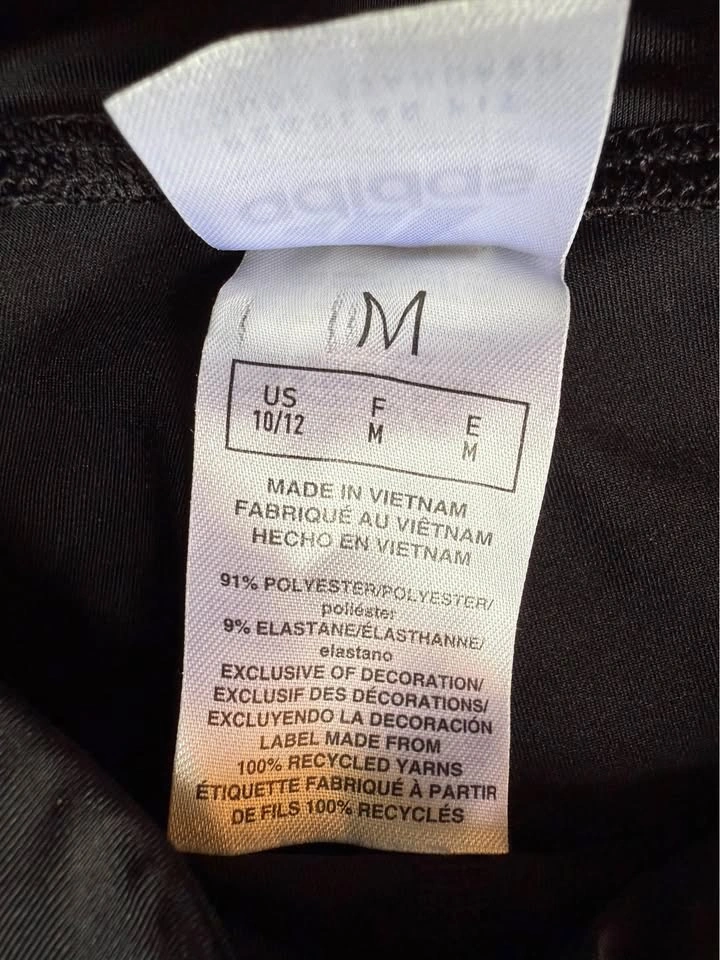 adidas
M
US F E
10/12 M M
MADE IN VIETNAM
FABRIQUÉ AU VIÊTNAM
HECHO EN VIETNAM
91% POLYESTER/POLYESTER/
poliéster
9% ELASTANE/ÉLASTHANNE/
elastano
EXCLUSIVE OF DECORATION/
EXCLUSIF DES DÉCORATIONS/
EXCLUYENDO LA DECORACIÓN
LABEL MADE FROM
100% RECYCLED YARNS
ÉTIQUETTE FABRIQUÉ À PARTIR
DE FILS 100% RECYCLÉS